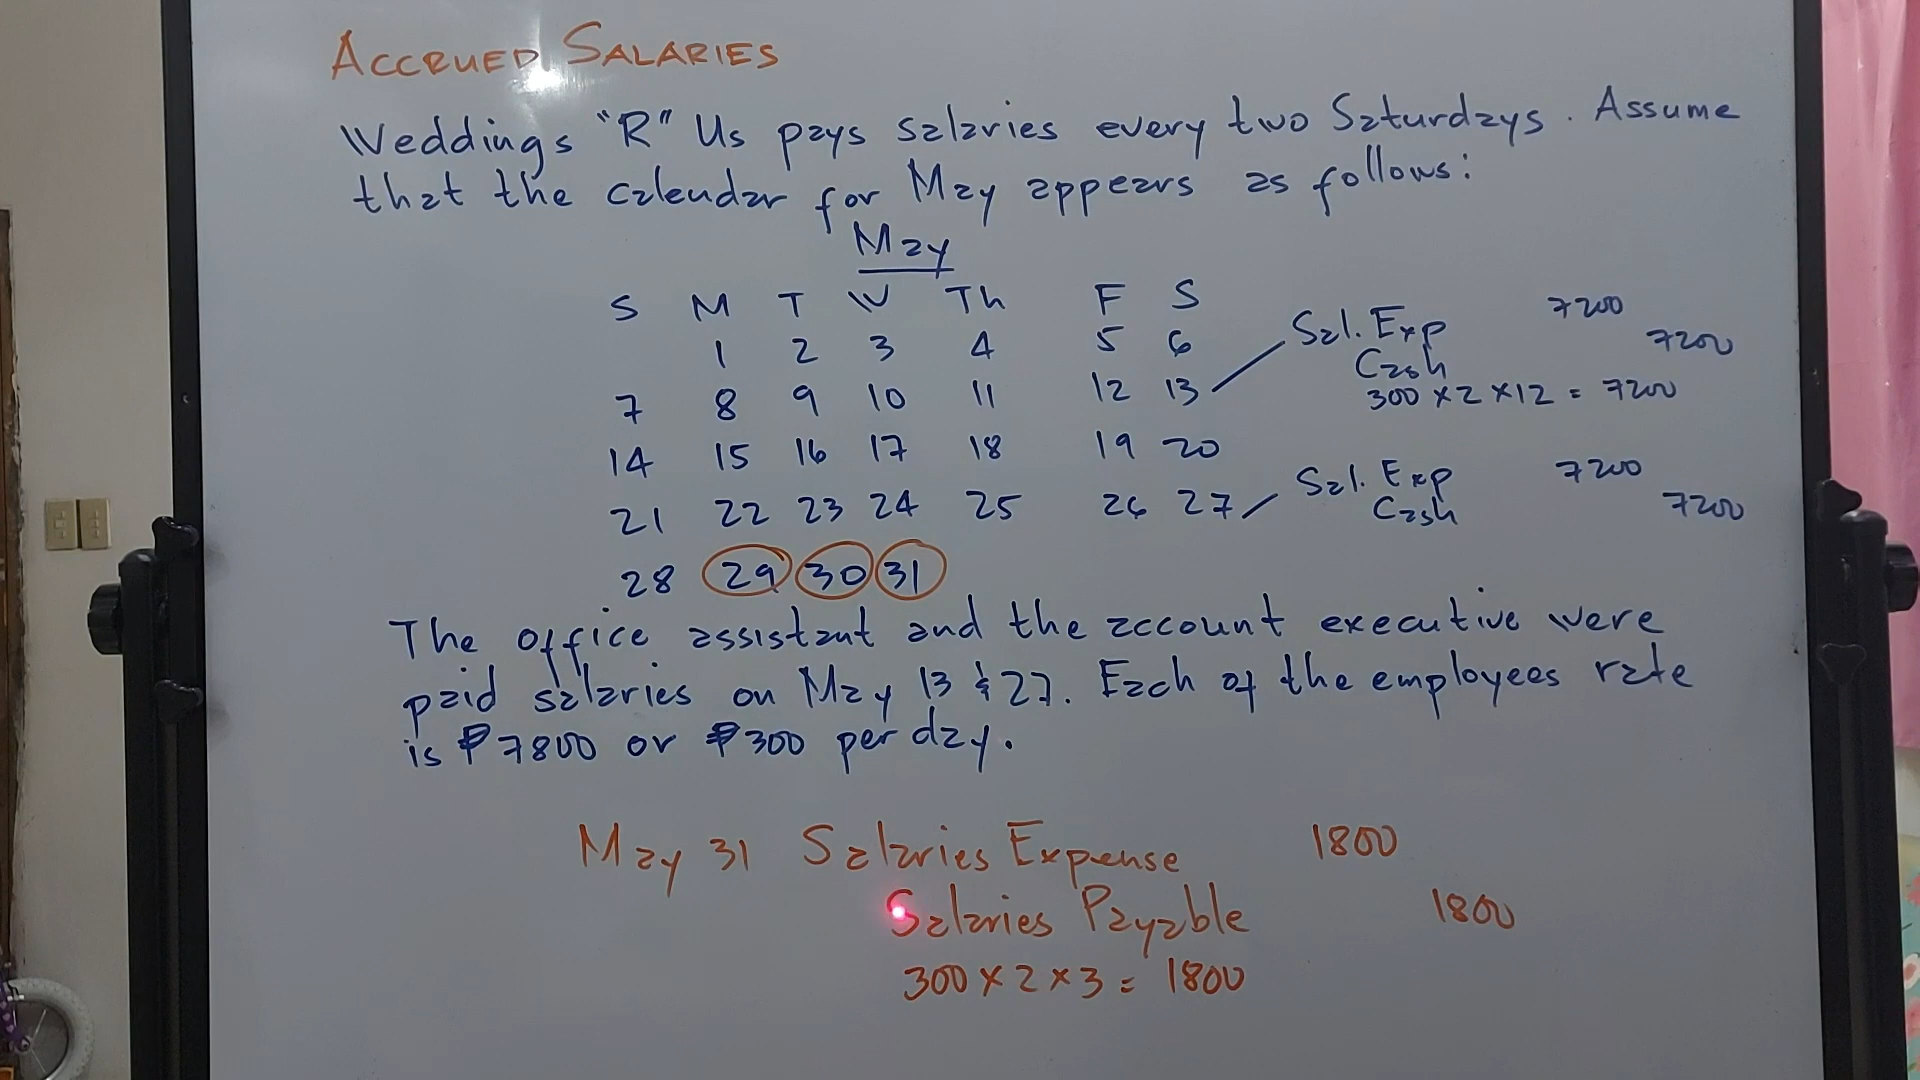 ACCRUED SALARIES
Weddings "R" Us pays salaries every two Saturdays. Assume
that the calendar for May appears as follows:
May
S M T W Th F S
1 2 3 4 5 6
7 8 9 10 11 12 13
14 15 16 17 18 19 20
21 22 23 24 25 26 27
28 29 30 31
Sal. Exp 7200
Cash 7200
300 x 2 x 12 = 7200
Sal. Exp 7200
Cash 7200
The office assistant and the account executive were
paid salaries on May 13 & 27. Each of the employees rate
is ₱7800 or ₱300 per day.
May 31 Salaries Expense 1800
Salaries Payable 1800
300 x 2 x 3 = 1800